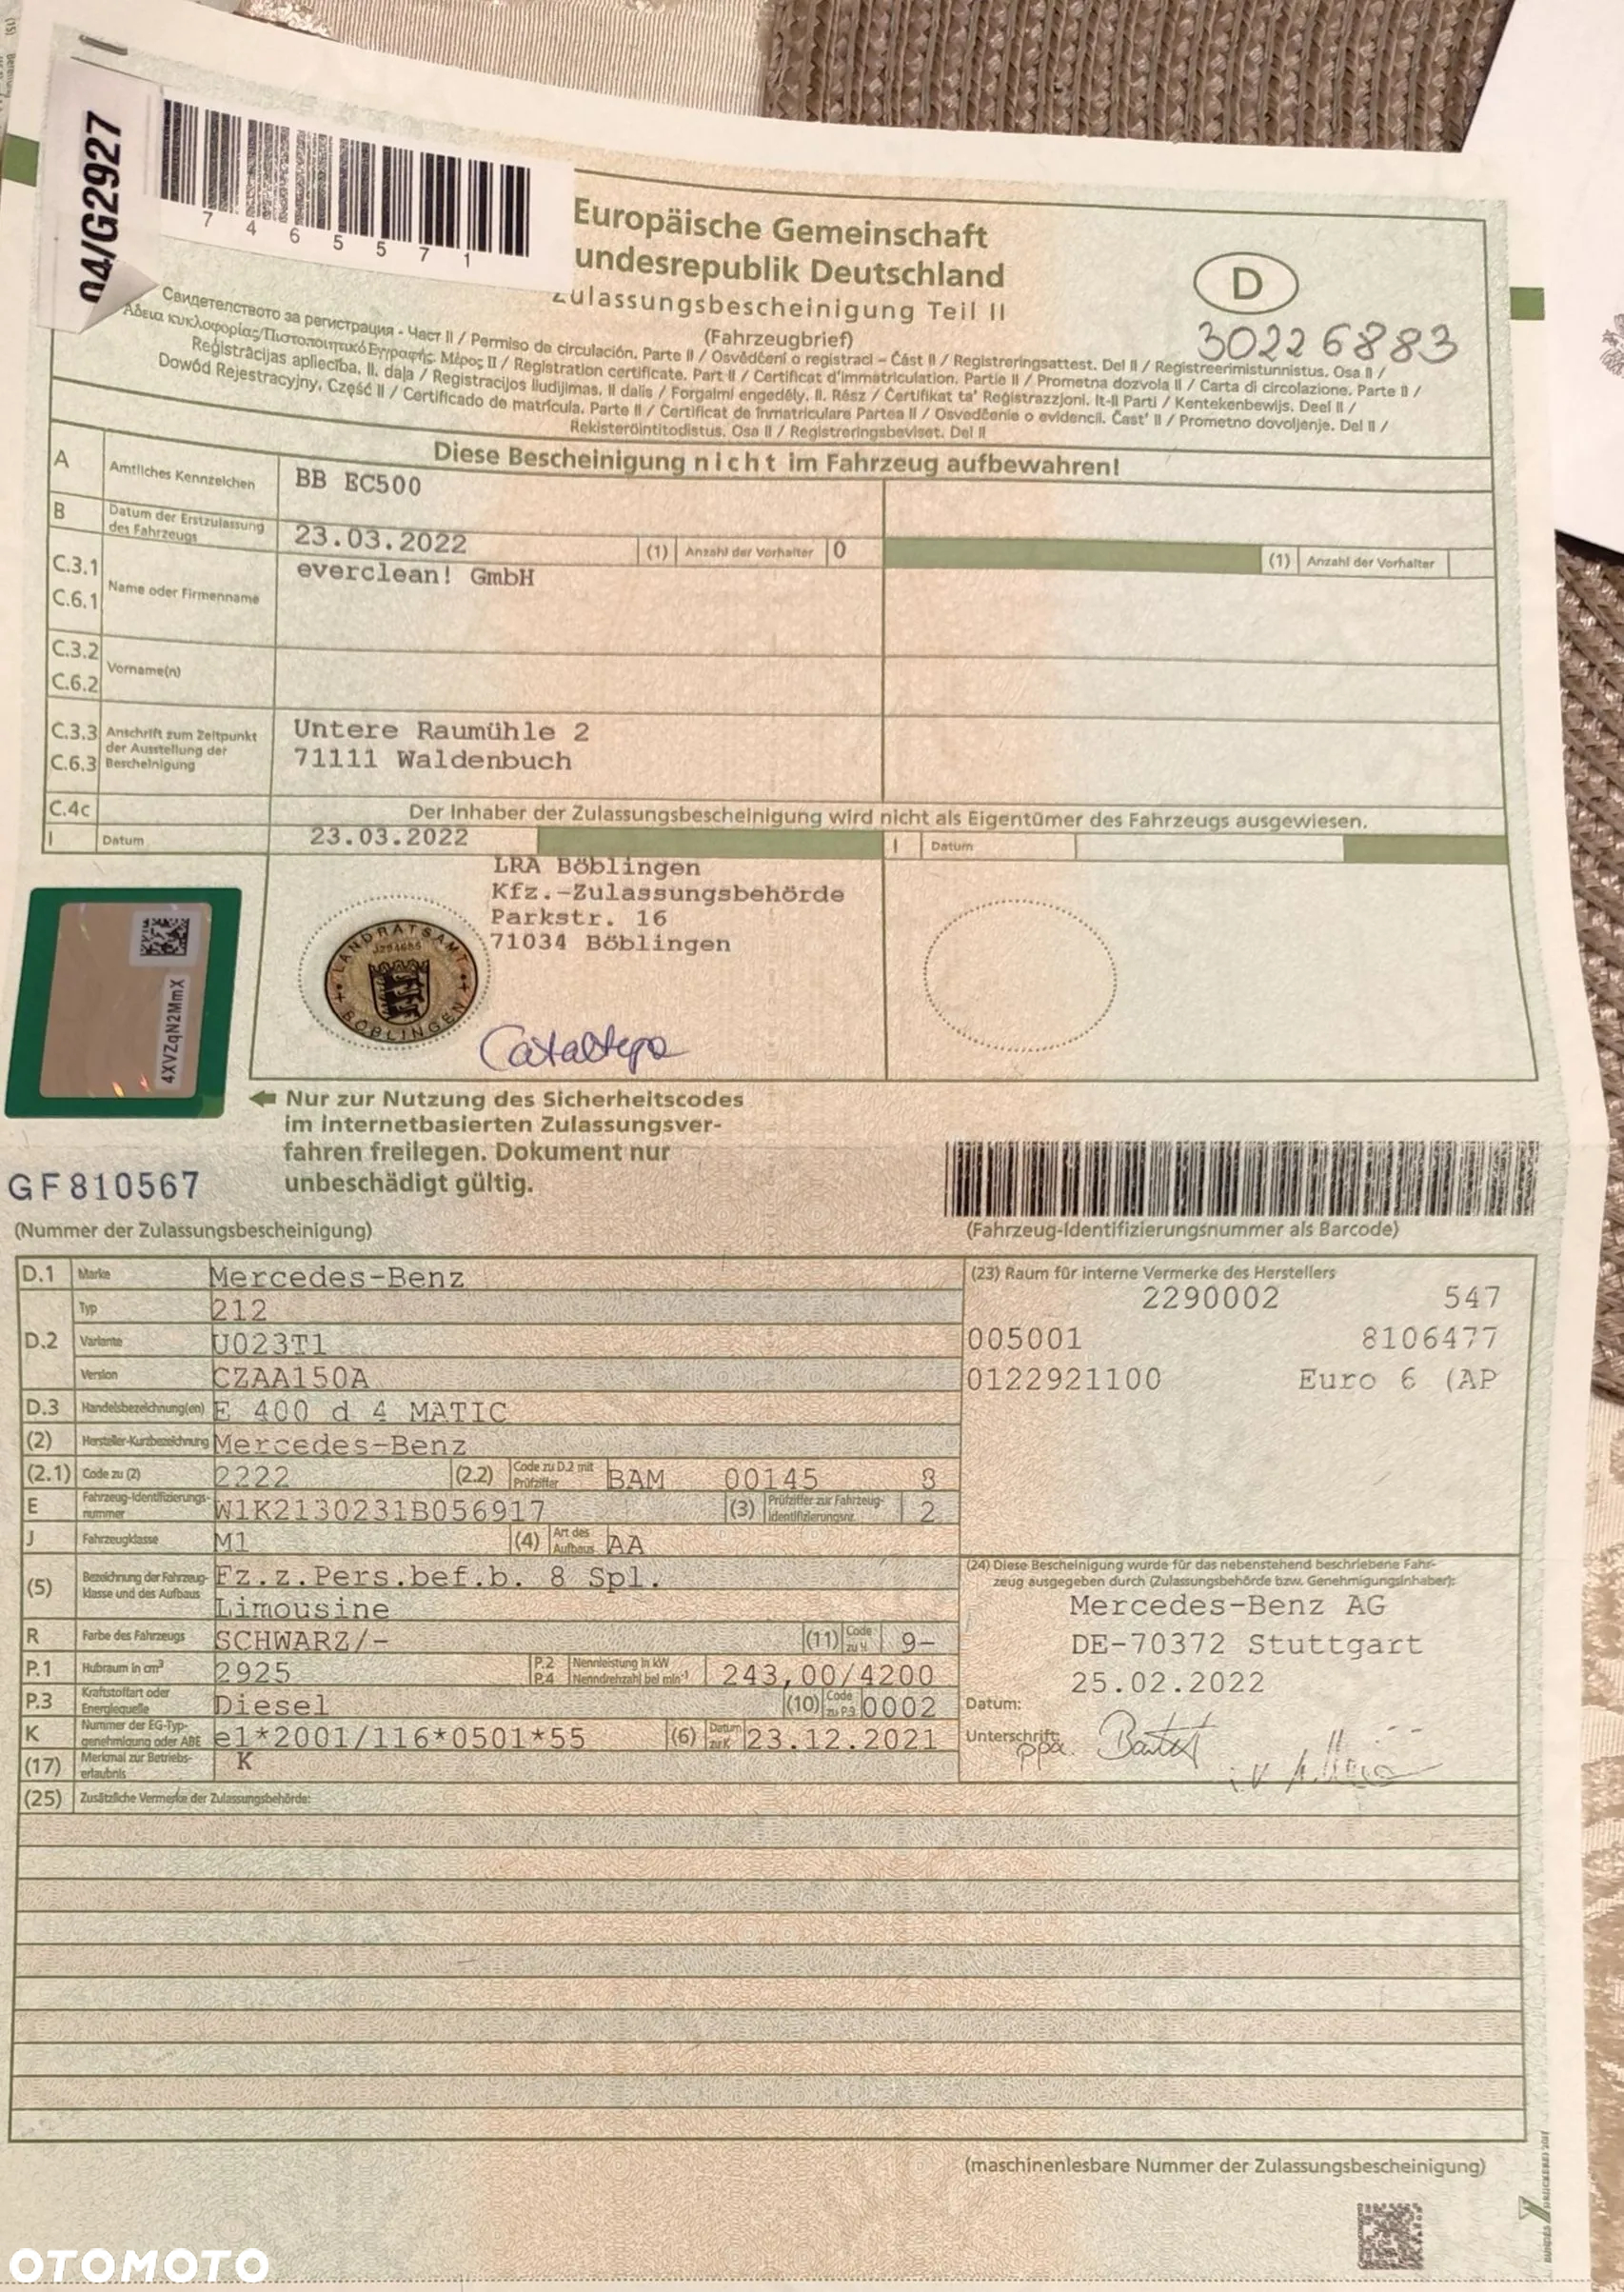 04/G2927
7465571
Europäische Gemeinschaft
undesrepublik Deutschland
Zulassungsbescheinigung Teil II
(Fahrzeugbrief)
D
30226883
Свидетелството за регистрация - Част II / Permiso de circulación. Parte II / Osvědčení o registraci – Část II / Registreringsattest. Del II / Registreerimistunnistus. Osa II /
Άδεια κυκλοφορίας/Πιστοποιητικό Εγγραφής. Μέρος II / Registration certificate. Part II / Certificat d'immatriculation. Partie II / Prometna dozvola II / Carta di circolazione. Parte II /
Reģistrācijas apliecība. II. daļa / Registracijos liudijimas. II dalis / Forgalmi engedély. II. Rész / Ċertifikat ta' Reġistrazzjoni. It-II Parti / Kentekenbewijs. Deel II /
Dowód Rejestracyjny, Część II / Certificado de matrícula. Parte II / Certificat de înmatriculare Partea II / Osvedčenie o evidencii. Časť II / Prometno dovoljenje. Del II /
Rekisteröintitodistus. Osa II / Registreringsbeviset. Del II
Diese Bescheinigung nicht im Fahrzeug aufbewahren!
A Amtliches Kennzeichen BB EC500
B Datum der Erstzulassung des Fahrzeugs 23.03.2022 (1) Anzahl der Vorhalter 0 (1) Anzahl der Vorhalter
C.3.1 everclean! GmbH
C.6.1 Name oder Firmenname
C.3.2
C.6.2 Vorname(n)
C.3.3 Anschrift zum Zeitpunkt Untere Raumühle 2
der Ausstellung der
C.6.3 Bescheinigung 71111 Waldenbuch
C.4c Der Inhaber der Zulassungsbescheinigung wird nicht als Eigentümer des Fahrzeugs ausgewiesen.
I Datum 23.03.2022 I Datum
LRA Böblingen
Kfz.-Zulassungsbehörde
Parkstr. 16
71034 Böblingen
LANDRATSAMT
BÖBLINGEN
4XVZqN2MmX
Cataltepe
Nur zur Nutzung des Sicherheitscodes
im internetbasierten Zulassungsver-
fahren freilegen. Dokument nur
unbeschädigt gültig.
GF810567
(Nummer der Zulassungsbescheinigung)
(Fahrzeug-Identifizierungsnummer als Barcode)
D.1 Marke Mercedes-Benz
D.2 Typ 212
Variante U023T1
Version CZAA150A
D.3 Handelsbezeichnung(en) E 400 d 4 MATIC
(2) Hersteller-Kurzbezeichnung Mercedes-Benz
(2.1) Code zu (2) 2222 (2.2) Code zu D.2 mit Prüfziffer BAM 00145 8
E Fahrzeug-Identifizierungs-nummer W1K2130231B056917 (3) Prüfziffer zur Fahrzeug-Identifizierungsnr. 2
J Fahrzeugklasse M1 (4) Art des Aufbaus AA
(5) Bezeichnung der Fahrzeug-klasse und des Aufbaus Fz.z.Pers.bef.b. 8 Spl.
Limousine
R Farbe des Fahrzeugs SCHWARZ/- (11) Code zu R 9-
P.1 Hubraum in cm³ 2925 P.2 Nennleistung in kW P.4 Nenndrehzahl bei min⁻¹ 243,00/4200
P.3 Kraftstoffart oder Energiequelle Diesel (10) Code zu P.3 0002
K Nummer der EG-Typ-genehmigung oder ABE e1*2001/116*0501*55 (6) Datum zu K 23.12.2021
(17) Merkmal zur Betriebs-erlaubnis K
(23) Raum für interne Vermerke des Herstellers
2290002 547
005001 8106477
0122921100 Euro 6 (AP
(24) Diese Bescheinigung wurde für das nebenstehend beschriebene Fahr-
zeug ausgegeben durch (Zulassungsbehörde bzw. Genehmigungsinhaber):
Mercedes-Benz AG
DE-70372 Stuttgart
25.02.2022
Datum:
Unterschrift:
ppa.
(25) Zusätzliche Vermerke der Zulassungsbehörde:
(maschinenlesbare Nummer der Zulassungsbescheinigung)
OTOMOTO